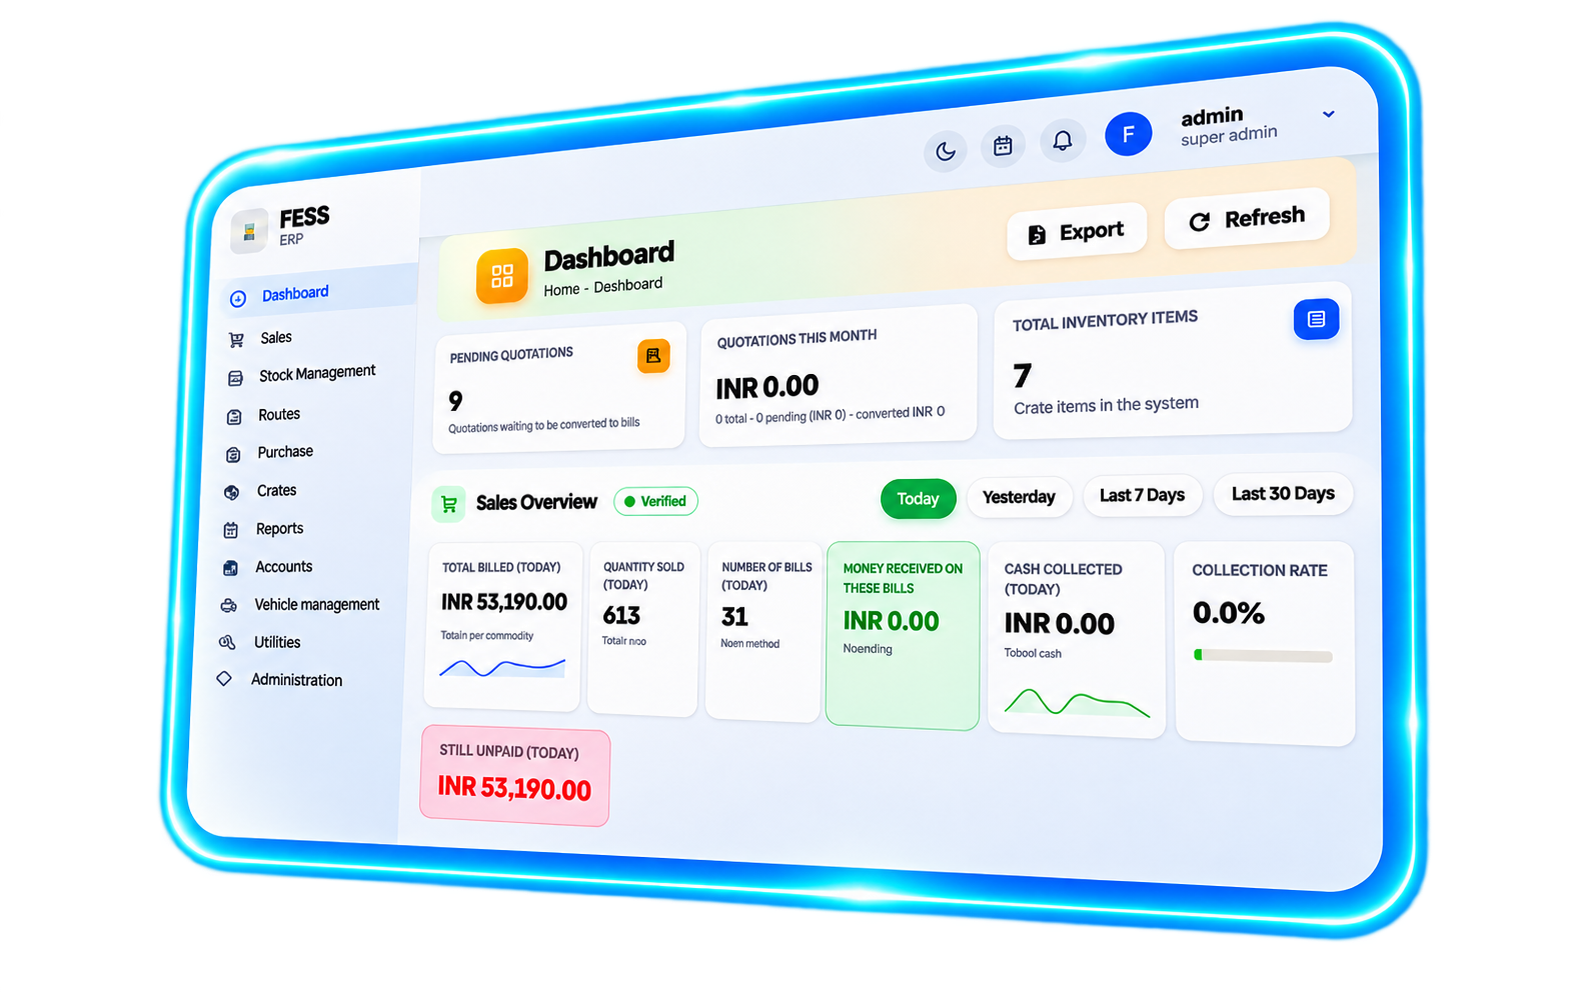 FESS
ERP
admin
super admin
F
Dashboard
Sales
Stock Management
Routes
Purchase
Crates
Reports
Accounts
Vehicle management
Utilities
Administration
Dashboard
Home - Deshboard
Export
Refresh
PENDING QUOTATIONS
9
Quotations waiting to be converted to bills
QUOTATIONS THIS MONTH
INR 0.00
0 total - 0 pending (INR 0) - converted INR 0
TOTAL INVENTORY ITEMS
7
Crate items in the system
Sales Overview
Verified
Today
Yesterday
Last 7 Days
Last 30 Days
TOTAL BILLED (TODAY)
INR 53,190.00
Totain per commodity
QUANTITY SOLD
(TODAY)
613
Totalr noo
NUMBER OF BILLS
(TODAY)
31
Noem method
MONEY RECEIVED ON
THESE BILLS
INR 0.00
Noending
CASH COLLECTED
(TODAY)
INR 0.00
Tobool cash
COLLECTION RATE
0.0%
STILL UNPAID (TODAY)
INR 53,190.00